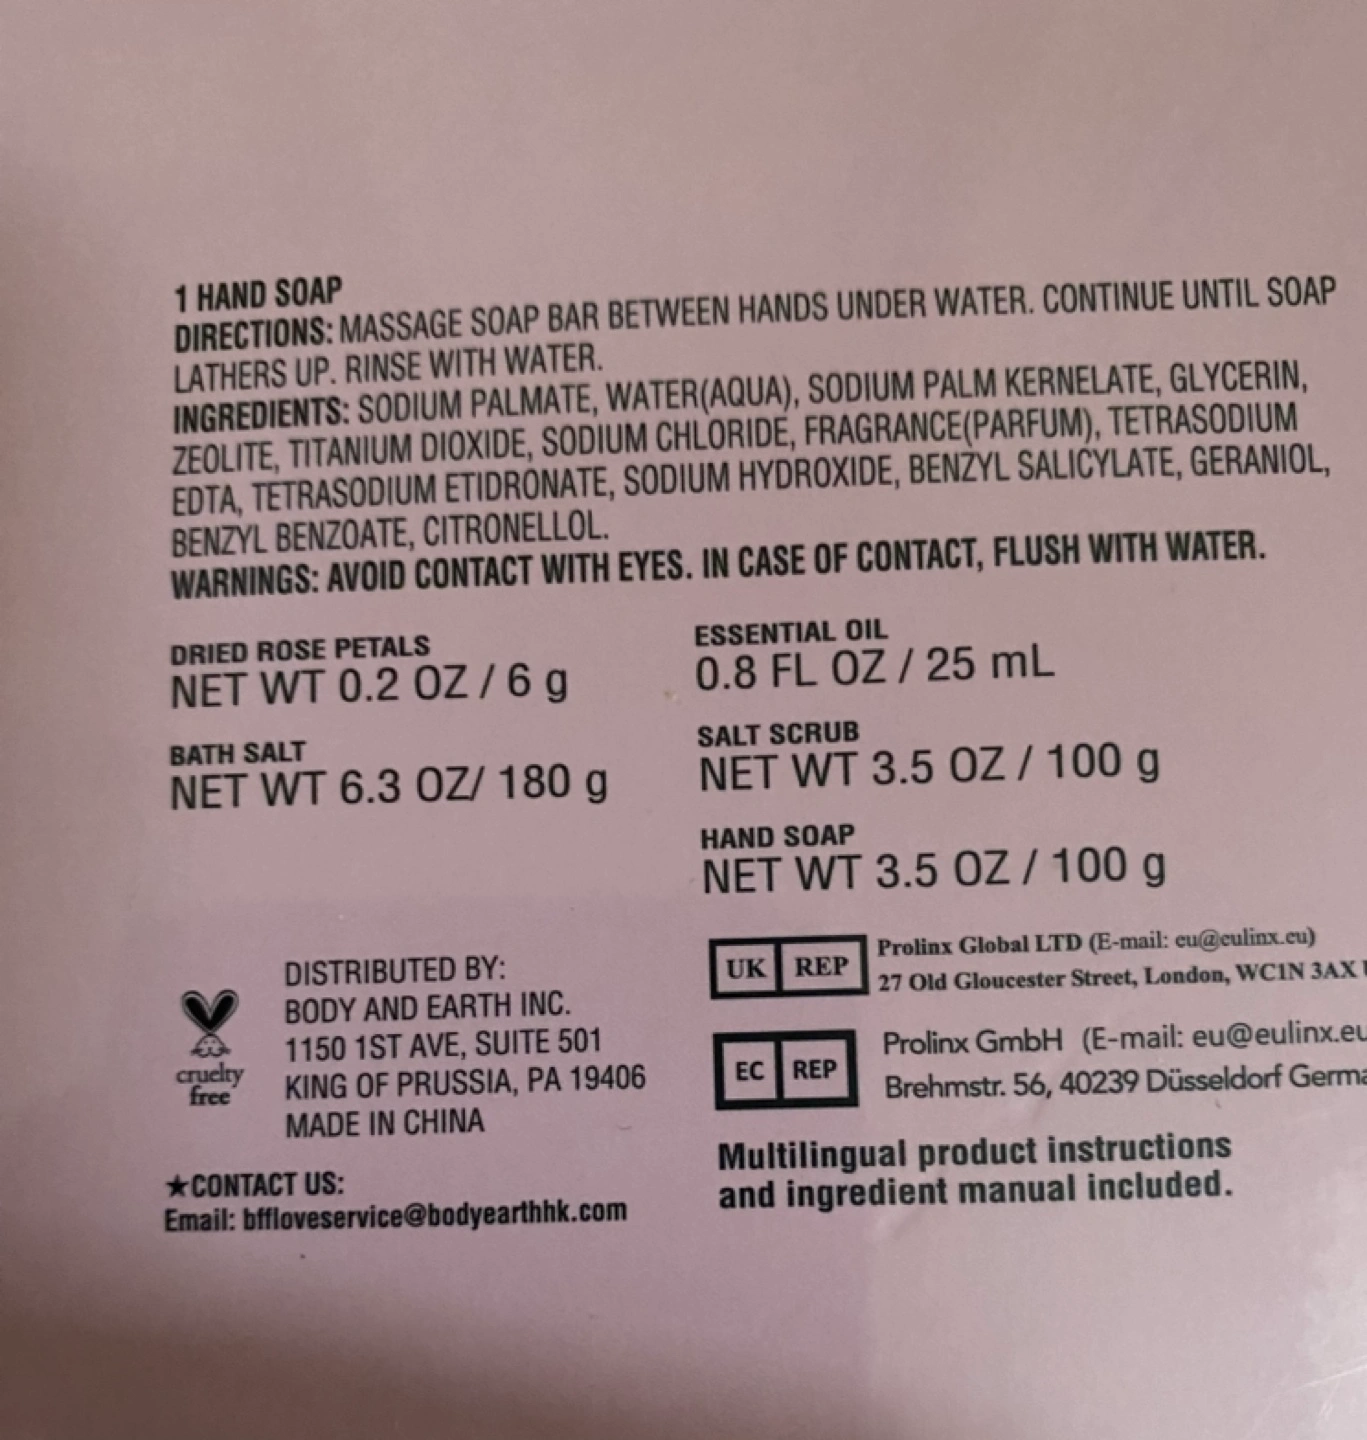 1 HAND SOAP
DIRECTIONS: MASSAGE SOAP BAR BETWEEN HANDS UNDER WATER. CONTINUE UNTIL SOAP
LATHERS UP. RINSE WITH WATER.
INGREDIENTS: SODIUM PALMATE, WATER(AQUA), SODIUM PALM KERNELATE, GLYCERIN,
ZEOLITE, TITANIUM DIOXIDE, SODIUM CHLORIDE, FRAGRANCE(PARFUM), TETRASODIUM
EDTA, TETRASODIUM ETIDRONATE, SODIUM HYDROXIDE, BENZYL SALICYLATE, GERANIOL,
BENZYL BENZOATE, CITRONELLOL.
WARNINGS: AVOID CONTACT WITH EYES. IN CASE OF CONTACT, FLUSH WITH WATER.
DRIED ROSE PETALS
NET WT 0.2 OZ / 6 g
BATH SALT
NET WT 6.3 OZ/ 180 g
ESSENTIAL OIL
0.8 FL OZ / 25 mL
SALT SCRUB
NET WT 3.5 OZ / 100 g
HAND SOAP
NET WT 3.5 OZ / 100 g
cruelty
free
DISTRIBUTED BY:
BODY AND EARTH INC.
1150 1ST AVE, SUITE 501
KING OF PRUSSIA, PA 19406
MADE IN CHINA
★CONTACT US:
Email: bffloveservice@bodyearthhk.com
UK REP
Prolinx Global LTD (E-mail: eu@eulinx.eu)
27 Old Gloucester Street, London, WC1N 3AX
EC REP
Prolinx GmbH (E-mail: eu@eulinx.eu
Brehmstr. 56, 40239 Düsseldorf Germa
Multilingual product instructions
and ingredient manual included.